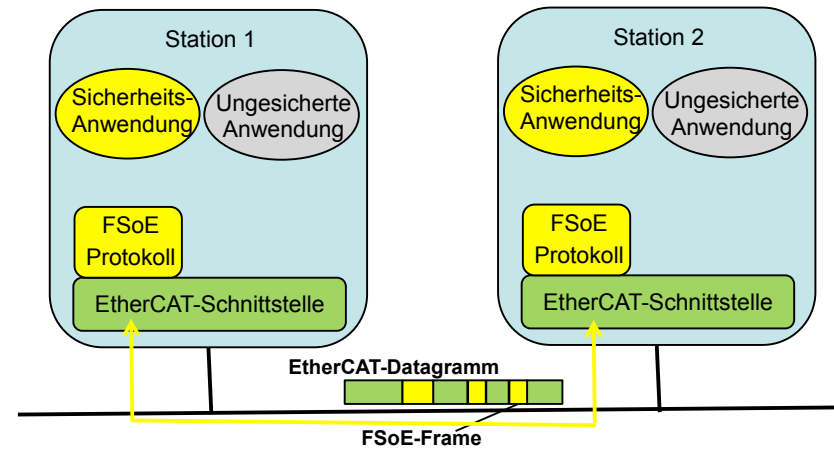 Station 1
Sicherheits-
Anwendung
Ungesicherte
Anwendung
FSoE
Protokoll
EtherCAT-Schnittstelle
Station 2
Sicherheits-
Anwendung
Ungesicherte
Anwendung
FSoE
Protokoll
EtherCAT-Schnittstelle
EtherCAT-Datagramm
FSoE-Frame